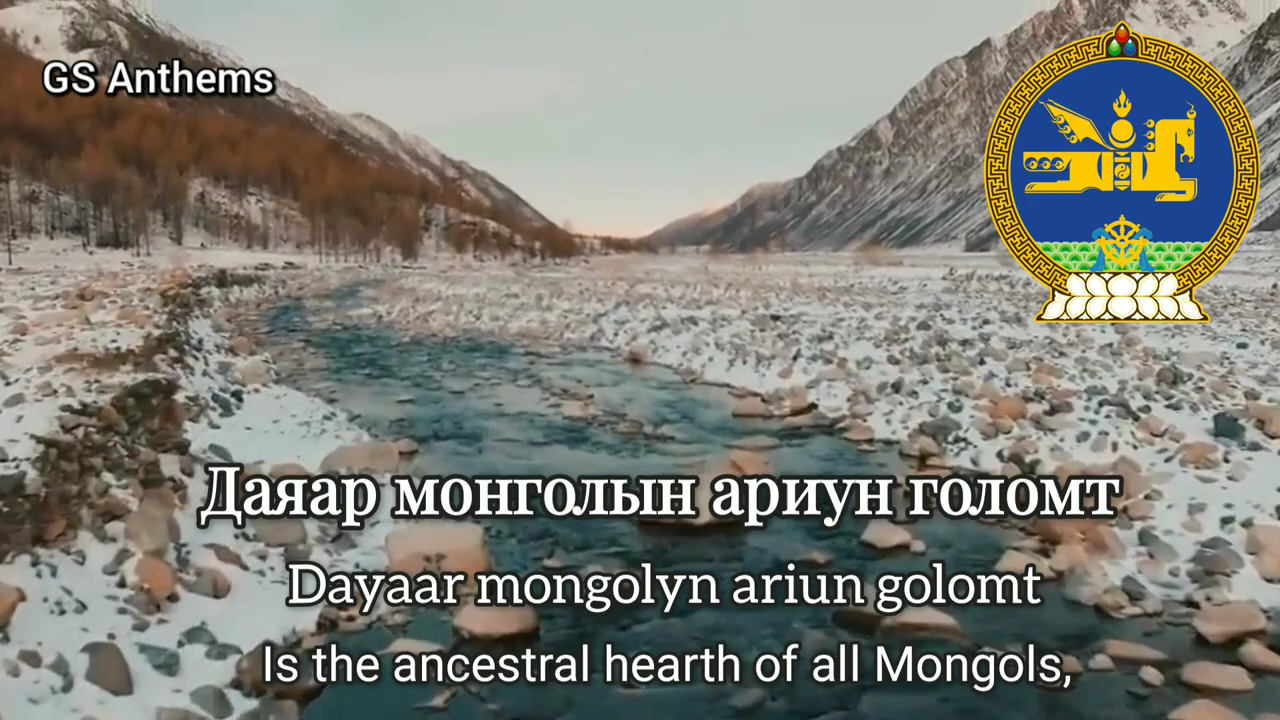 GS Anthems
Даяар монголын ариун голомт
Dayaar mongolyn ariun golomt
Is the ancestral hearth of all Mongols,